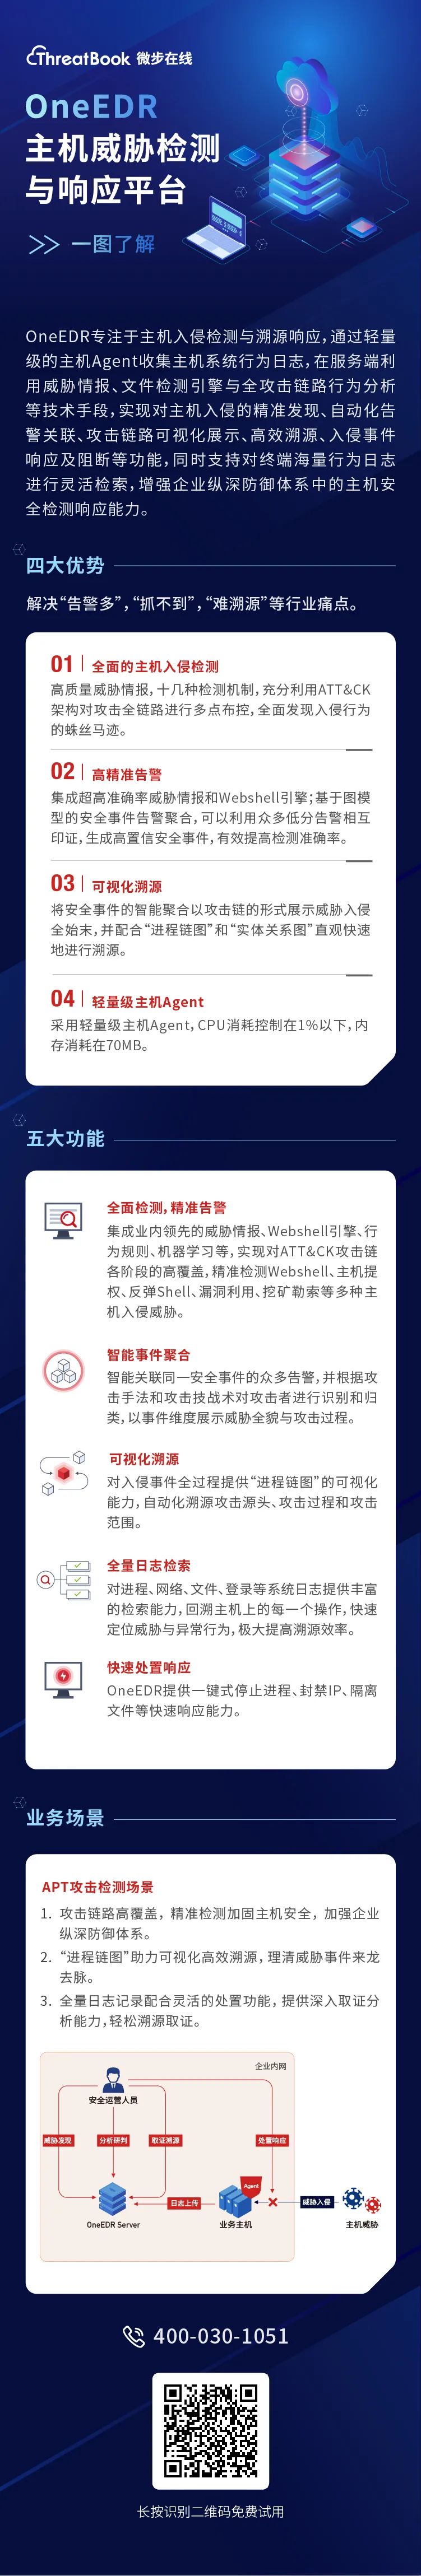 ThreatBook 微步在线
OneEDR
主机威胁检测
与响应平台
一图了解
OneEDR专注于主机入侵检测与溯源响应,通过轻量
级的主机Agent收集主机系统行为日志,在服务端利
用威胁情报、文件检测引擎与全攻击链路行为分析
等技术手段,实现对主机入侵的精准发现、自动化告
警关联、攻击链路可视化展示、高效溯源、入侵事件
响应及阻断等功能,同时支持对终端海量行为日志
进行灵活检索,增强企业纵深防御体系中的主机安
全检测响应能力。
四大优势
解决“告警多”,“抓不到”,“难溯源”等行业痛点。
01 全面的主机入侵检测
高质量威胁情报,十几种检测机制,充分利用ATT&CK
架构对攻击全链路进行多点布控,全面发现入侵行为
的蛛丝马迹。
02 高精准告警
集成超高准确率威胁情报和Webshell引擎;基于图模
型的安全事件告警聚合,可以利用众多低分告警相互
印证,生成高置信安全事件,有效提高检测准确率。
03 可视化溯源
将安全事件的智能聚合以攻击链的形式展示威胁入侵
全始末,并配合“进程链图”和“实体关系图”直观快速
地进行溯源。
04 轻量级主机Agent
采用轻量级主机Agent,CPU消耗控制在1%以下,内
存消耗在70MB。
五大功能
全面检测,精准告警
集成业内领先的威胁情报、Webshell引擎、行
为规则、机器学习等,实现对ATT&CK攻击链
各阶段的高覆盖,精准检测Webshell、主机提
权、反弹Shell、漏洞利用、挖矿勒索等多种主
机入侵威胁。
智能事件聚合
智能关联同一安全事件的众多告警,并根据攻
击手法和攻击技战术对攻击者进行识别和归
类,以事件维度展示威胁全貌与攻击过程。
可视化溯源
对入侵事件全过程提供“进程链图”的可视化
能力,自动化溯源攻击源头、攻击过程和攻击
范围。
全量日志检索
对进程、网络、文件、登录等系统日志提供丰富
的检索能力,回溯主机上的每一个操作,快速
定位威胁与异常行为,极大提高溯源效率。
快速处置响应
OneEDR提供一键式停止进程、封禁IP、隔离
文件等快速响应能力。
业务场景
APT攻击检测场景
1. 攻击链路高覆盖，精准检测加固主机安全，加强企业
纵深防御体系。
2. “进程链图”助力可视化高效溯源，理清威胁事件来龙
去脉。
3. 全量日志记录配合灵活的处置功能，提供深入取证分
析能力，轻松溯源取证。
企业内网
安全运营人员
威胁发现 分析研判 取证溯源 处置响应
Agent
日志上传 威胁入侵
OneEDR Server 业务主机 主机威胁
400-030-1051
长按识别二维码免费试用